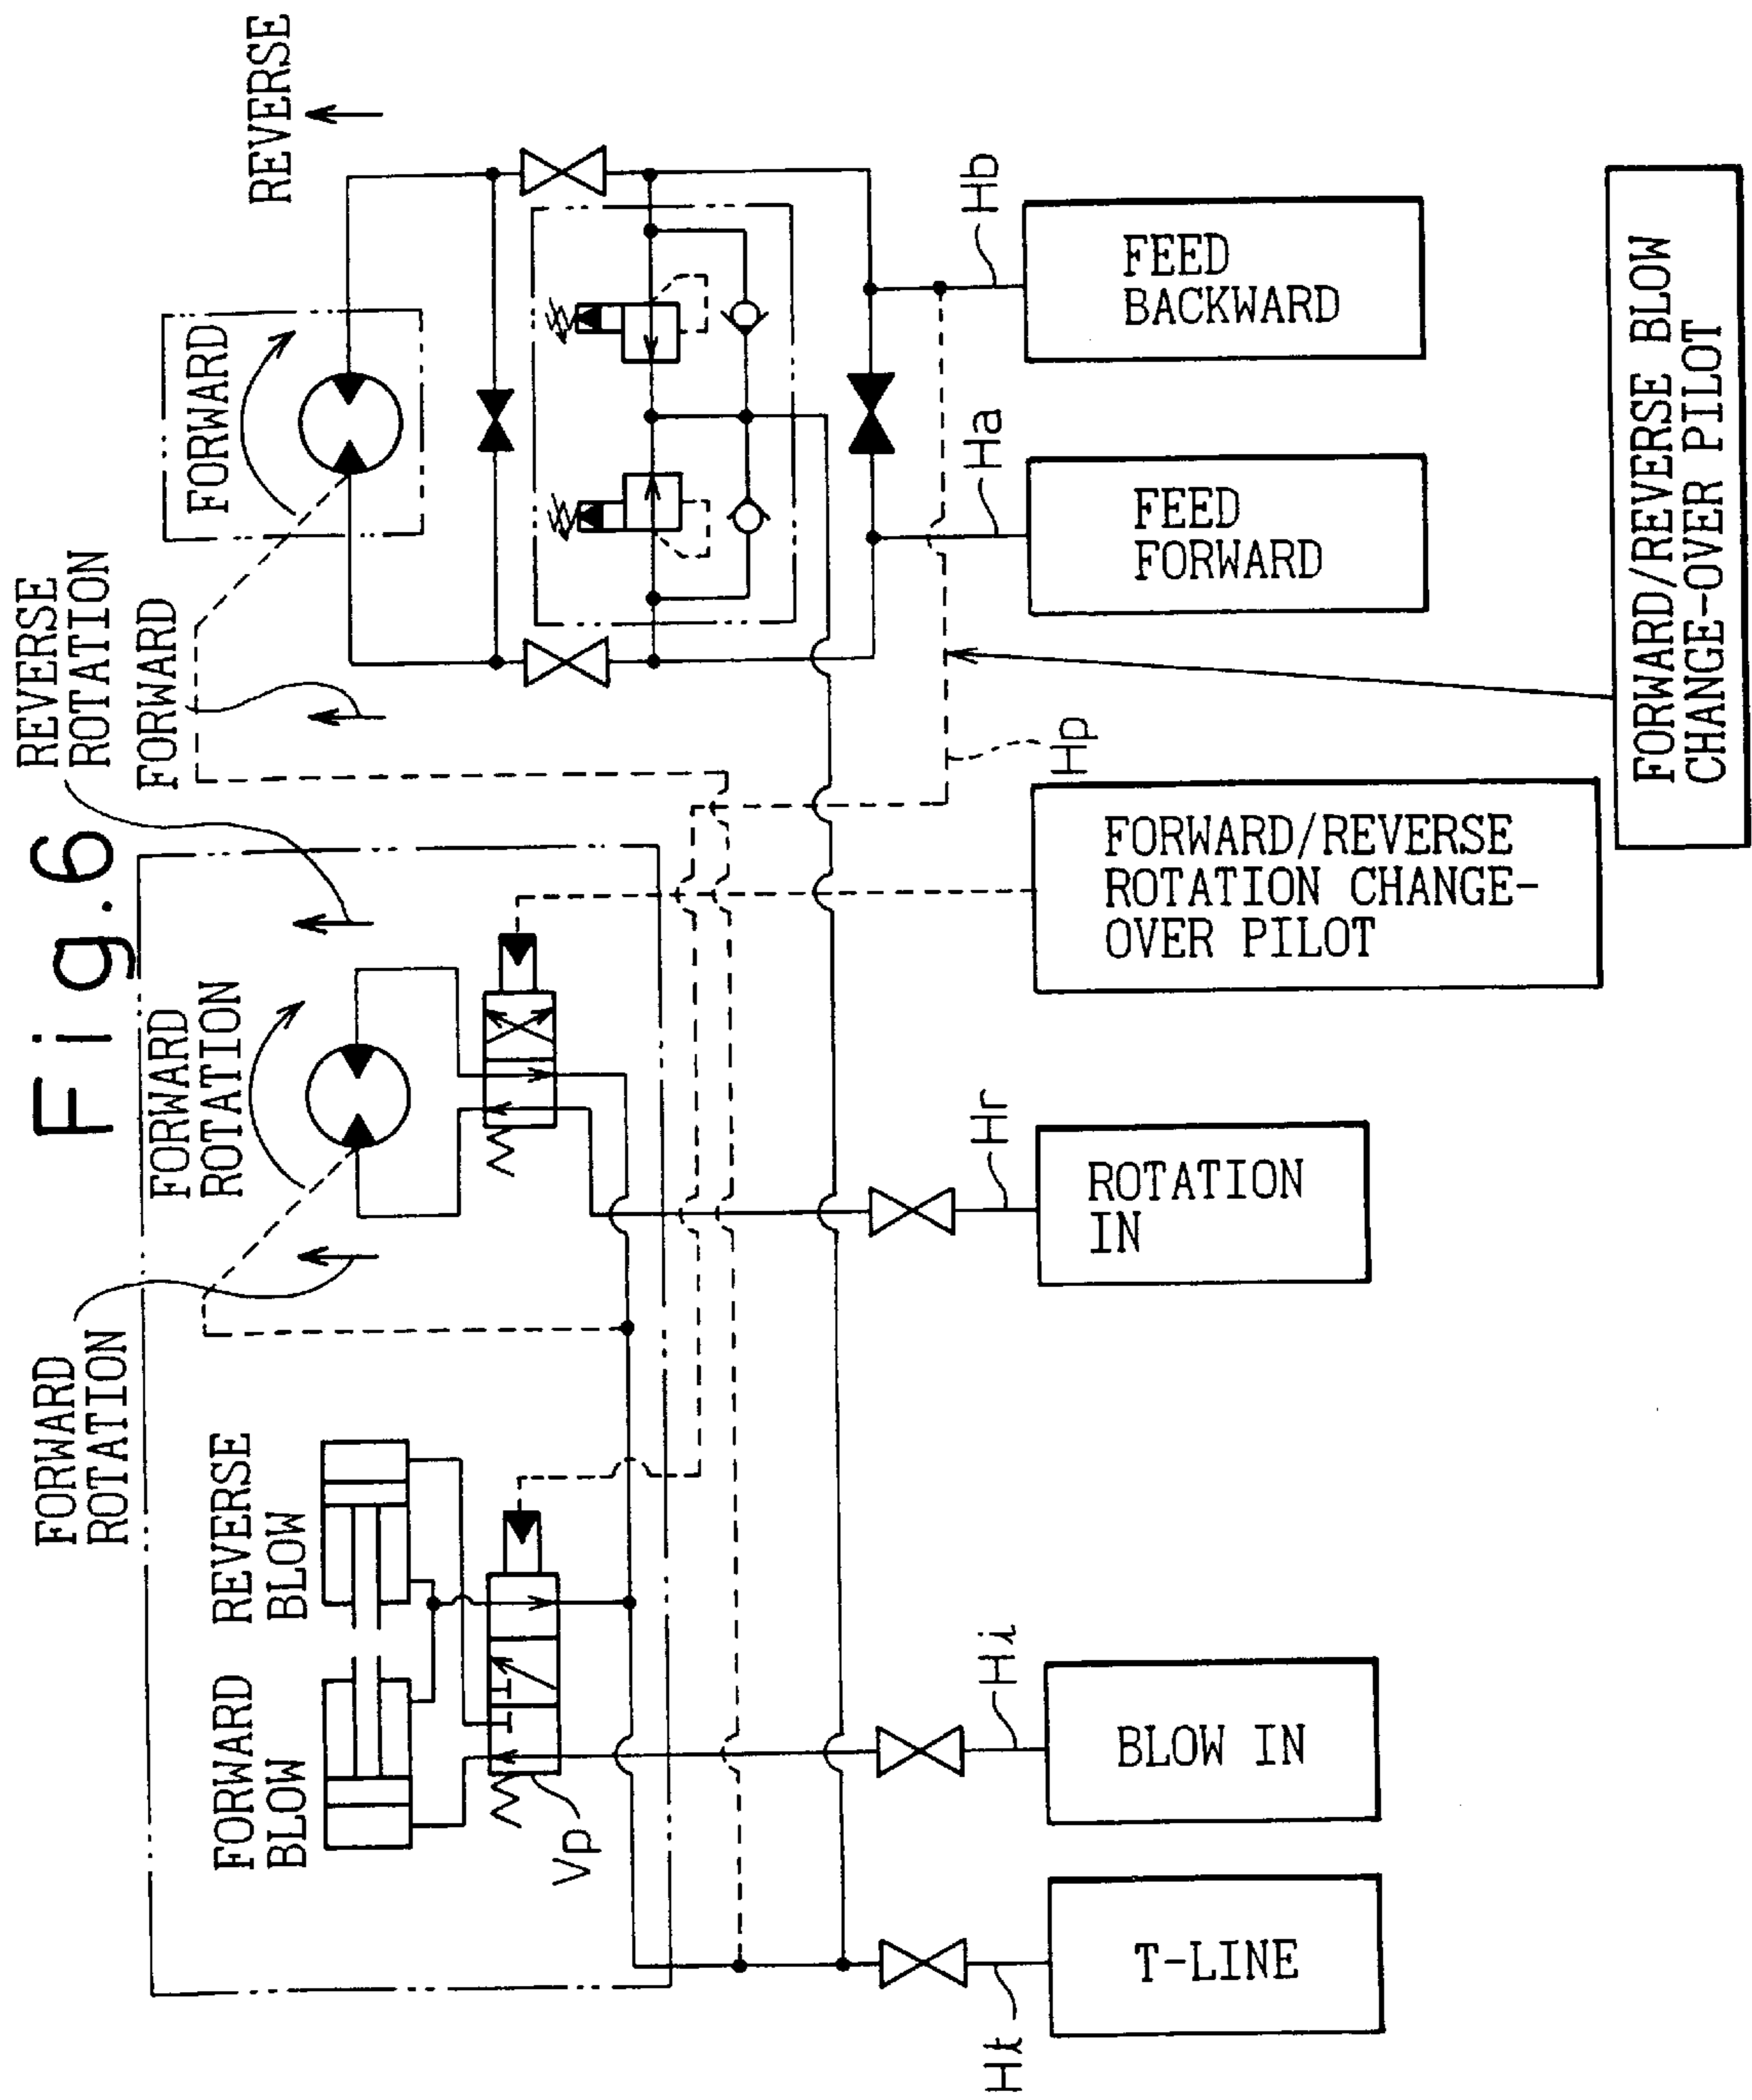 Fig.6
FORWARD
ROTATION
FORWARD
BLOW
REVERSE
BLOW
FORWARD
ROTATION
REVERSE
ROTATION
FORWARD
FORWARD
REVERSE
Vp
Ht
Hi
Hr
Hp
Ha
Hb
T-LINE
BLOW IN
ROTATION
IN
FORWARD/REVERSE
ROTATION CHANGE-
OVER PILOT
FEED
FORWARD
FEED
BACKWARD
FORWARD/REVERSE BLOW
CHANGE-OVER PILOT